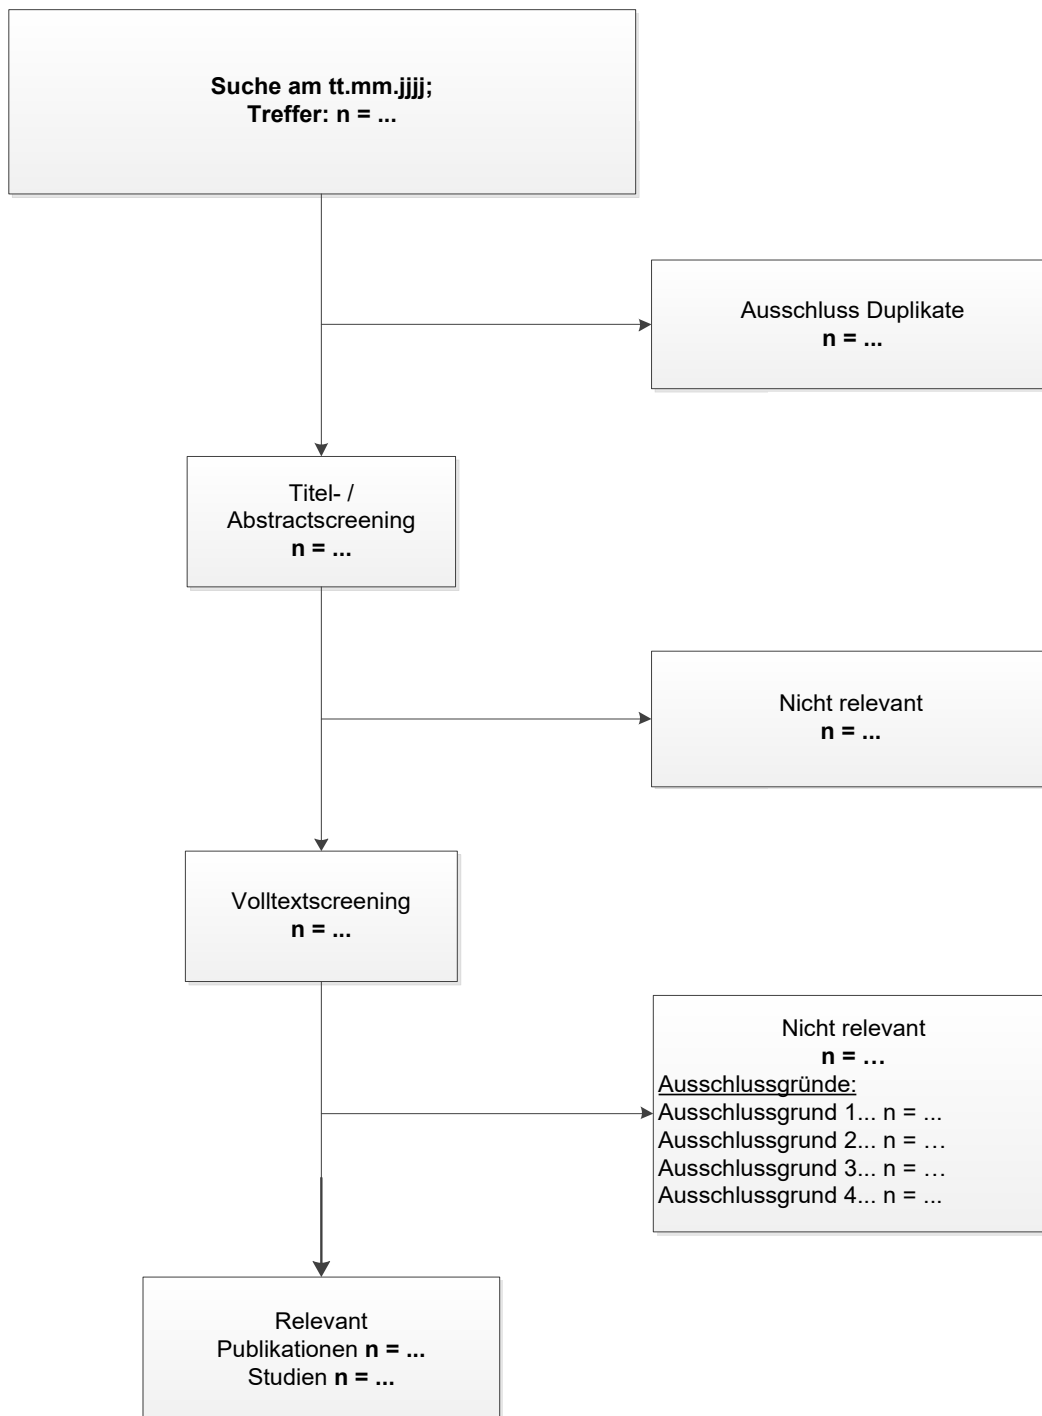 Suche am tt.mm.jjjj;
Treffer: n = ...
Ausschluss Duplikate
n = ...
Titel- /
Abstractscreening
n = ...
Nicht relevant
n = ...
Volltextscreening
n = ...
Nicht relevant
n = …
Ausschlussgründe:
Ausschlussgrund 1... n = ...
Ausschlussgrund 2... n = …
Ausschlussgrund 3... n = …
Ausschlussgrund 4... n = ...
Relevant
Publikationen n = ...
Studien n = ...